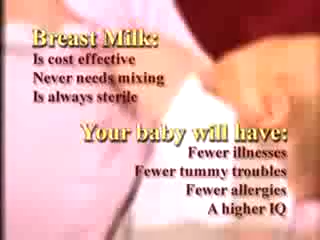 Breast Milk:
Is cost effective
Never needs mixing
Is always sterile
Your baby will have:
Fewer illnesses
Fewer tummy troubles
Fewer allergies
A higher IQ